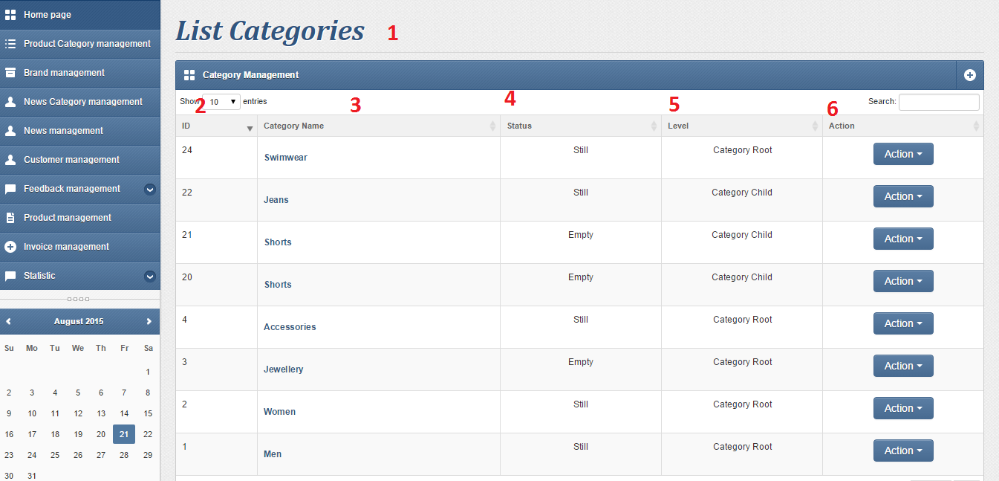 Home page
Product Category management
Brand management
News Category management
News management
Customer management
Feedback management
Product management
Invoice management
Statistic
August 2015
Su Mo Tu We Th Fr Sa
1
2 3 4 5 6 7 8
9 10 11 12 13 14 15
16 17 18 19 20 21 22
23 24 25 26 27 28 29
30 31
List Categories 1
Category Management
Show 10 entries Search:
2 3 4 5 6
ID Category Name Status Level Action
24 Swimwear Still Category Root Action
22 Jeans Still Category Child Action
21 Shorts Empty Category Child Action
20 Shorts Empty Category Child Action
4 Accessories Still Category Root Action
3 Jewellery Empty Category Root Action
2 Women Still Category Root Action
1 Men Still Category Root Action